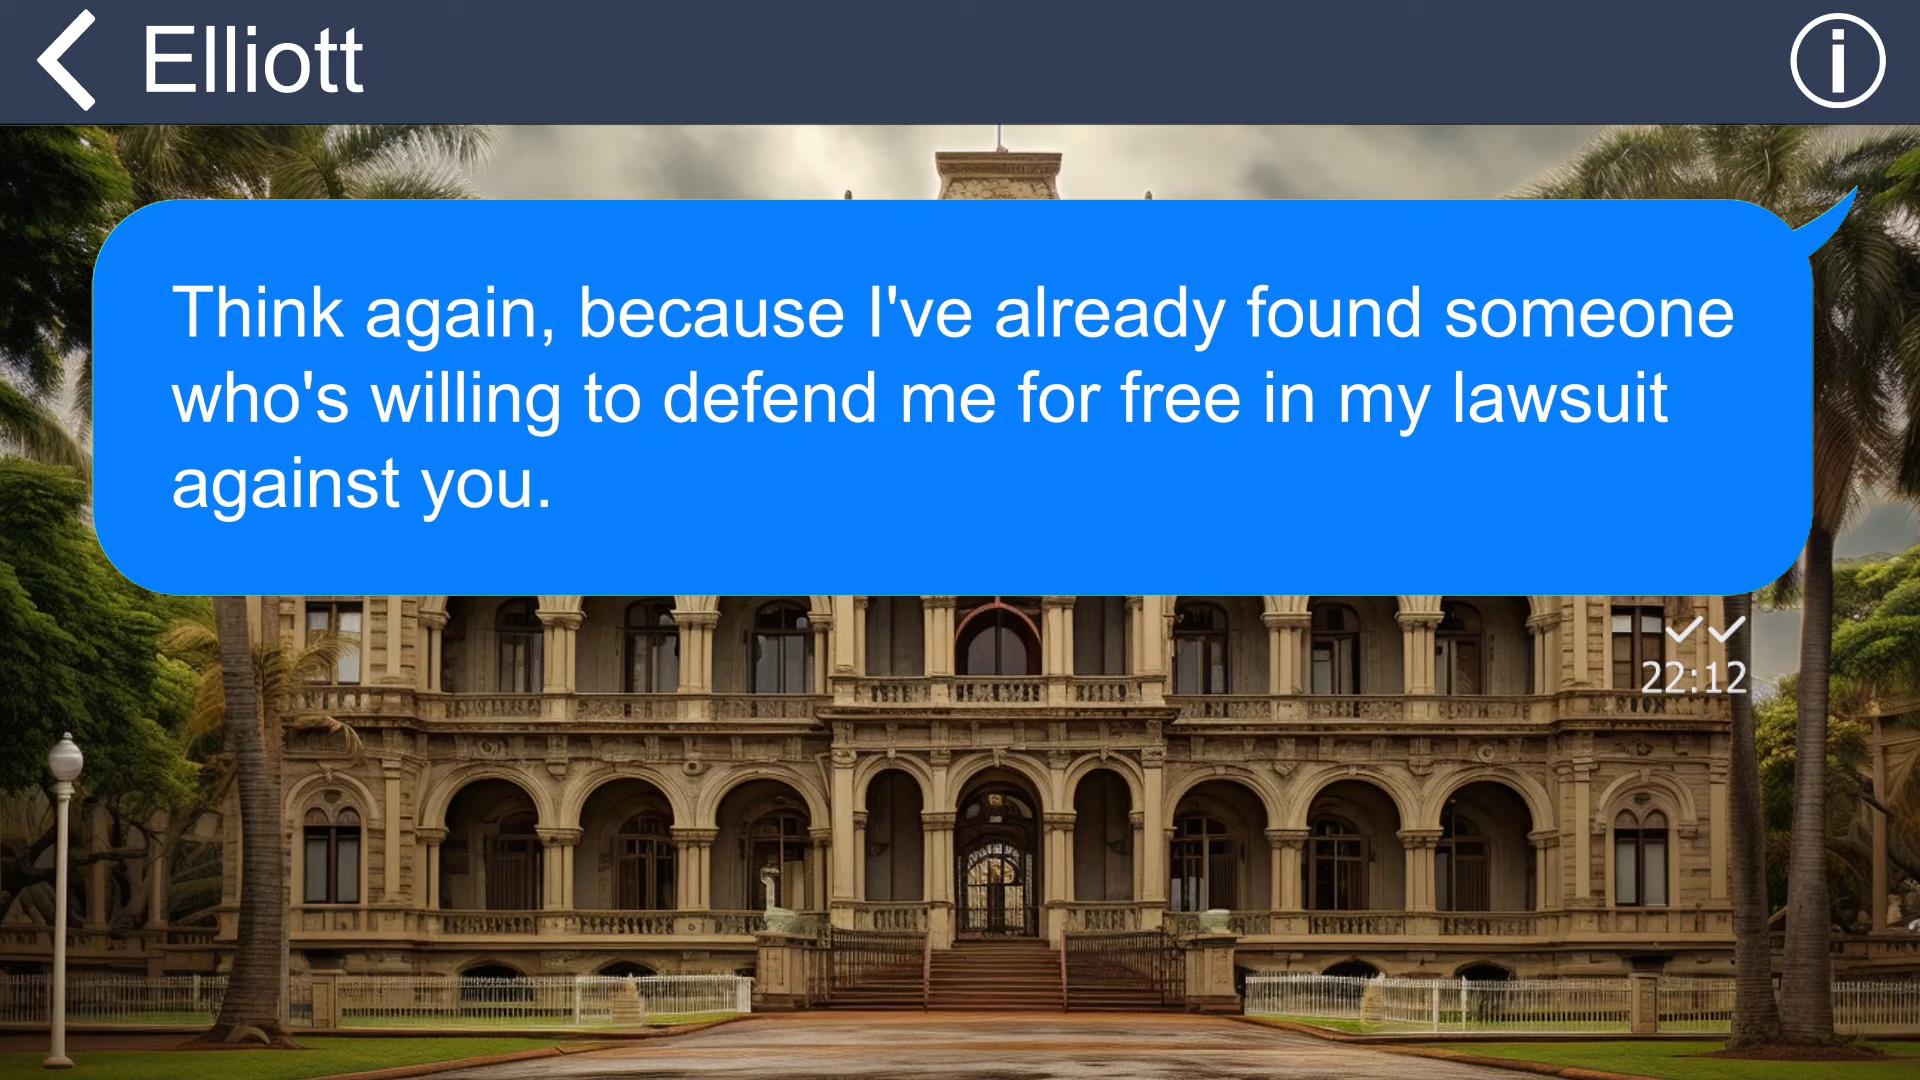 Elliott
Think again, because I've already found someone
who's willing to defend me for free in my lawsuit
against you.
22:12